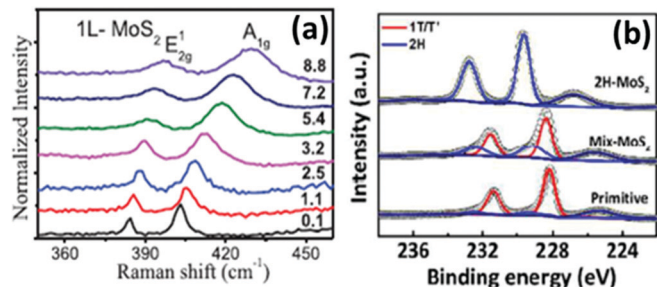 1L- MoS₂
E¹₂g
A₁g
(a)
8.8
7.2
5.4
3.2
2.5
1.1
0.1
Normalized Intensity
360
390
420
450
Raman shift (cm⁻¹)
(b)
1T/T'
2H
2H-MoS₂
Mix-MoS₂
Primitive
Intensity (a.u.)
236
231
228
226
224
Binding energy (eV)